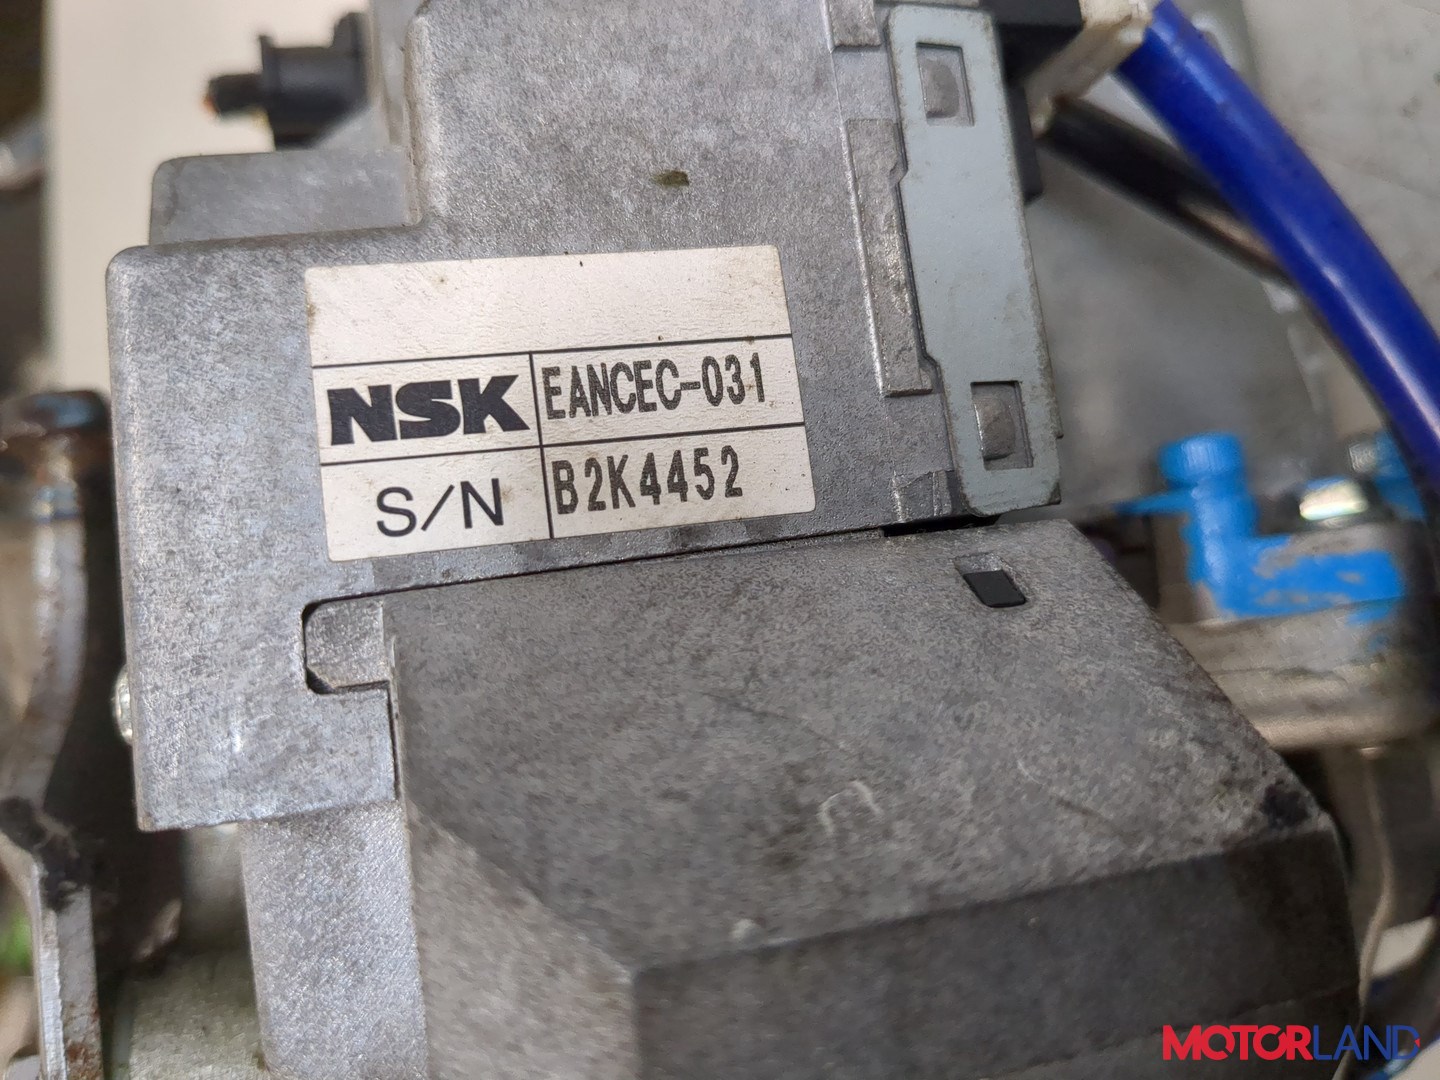 NSK EANCEC-031
S/N B2K4452
MOTORLAND